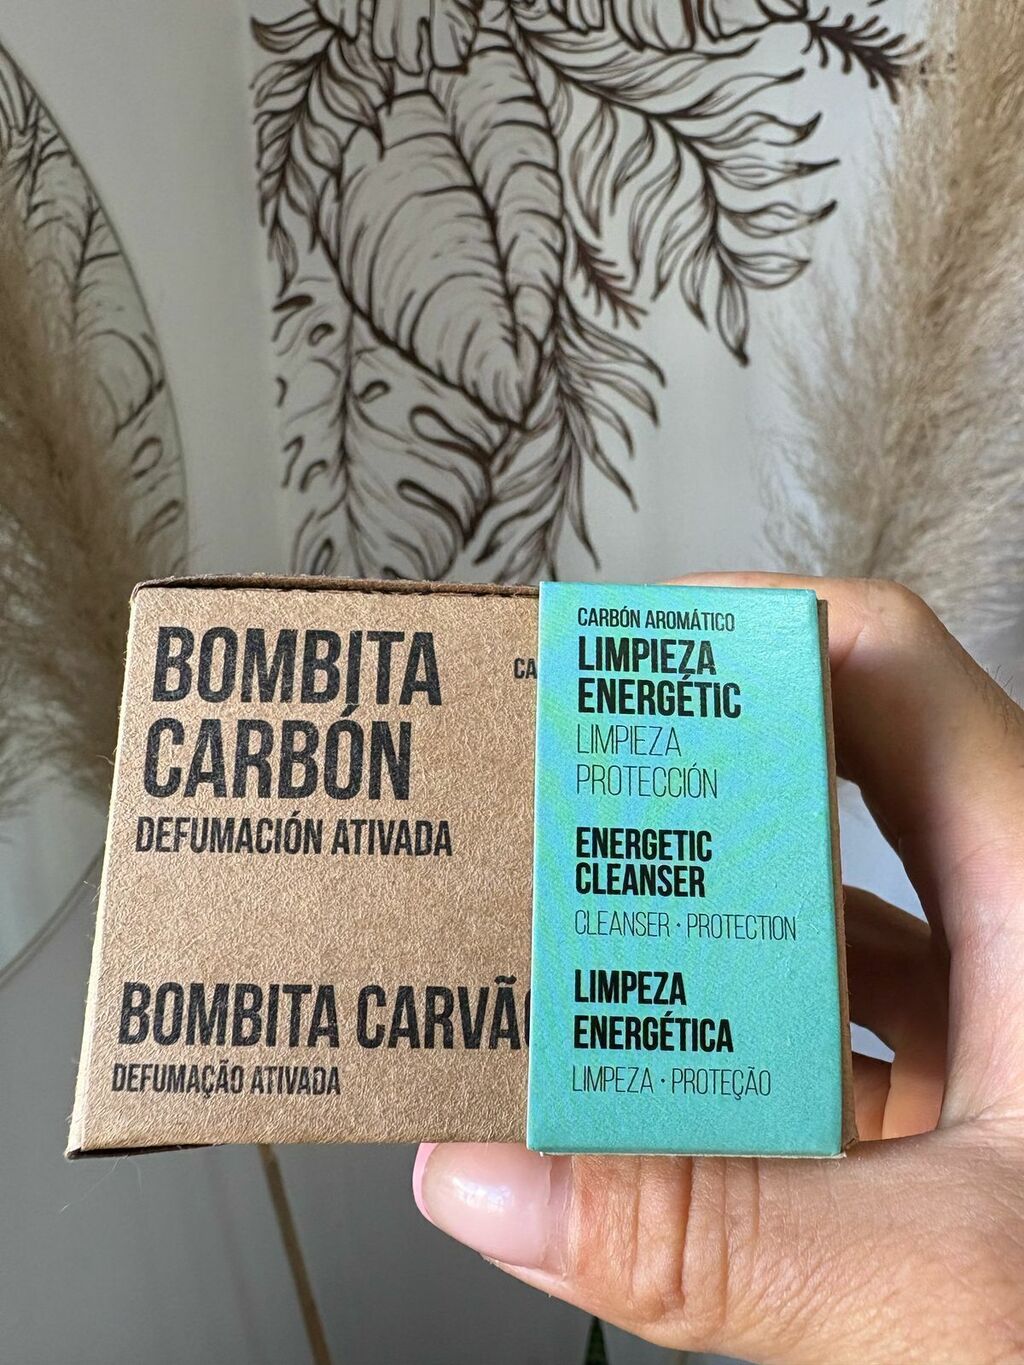 BOMBITA
CARBÓN
DEFUMACIÓN ATIVADA
BOMBITA CARVÃO
DEFUMAÇÃO ATIVADA
CARBÓN AROMÁTICO
LIMPIEZA
ENERGÉTIC
LIMPIEZA
PROTECCIÓN
ENERGETIC
CLEANSER
CLEANSER · PROTECTION
LIMPEZA
ENERGÉTICA
LIMPEZA · PROTEÇÃO